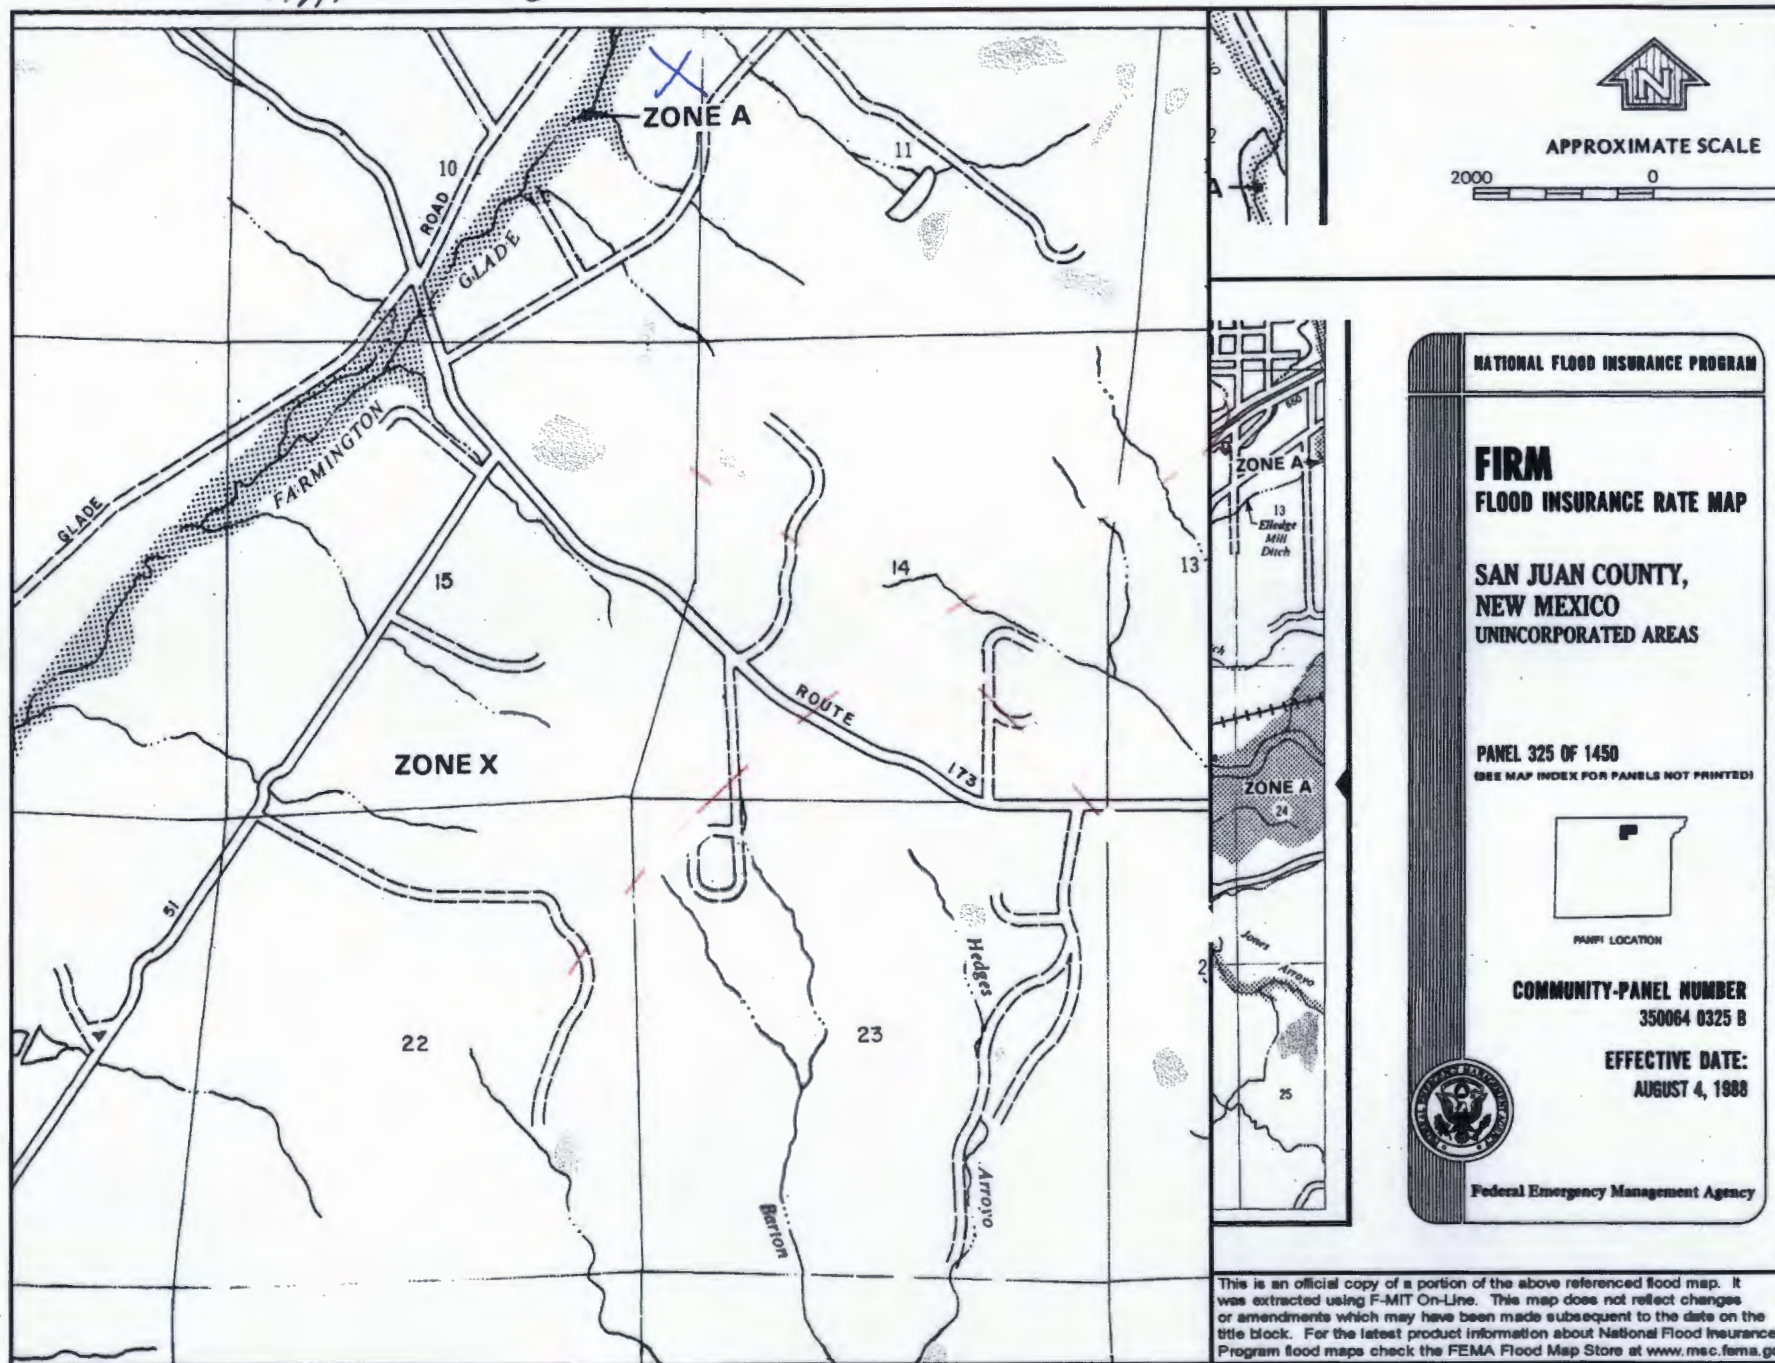 ZONE A
10
11
ROAD
GLADE
FARMINGTON
GLADE
15
14
13
ROUTE
173
ZONE X
51
22
23
Hedges
Arroyo
Barton
2
A
ZONE A
550
13
Elledge
Mill
Ditch
ch
ZONE A
24
Jones
Arroyo
25
N
APPROXIMATE SCALE
2000 0
NATIONAL FLOOD INSURANCE PROGRAM
FIRM
FLOOD INSURANCE RATE MAP
SAN JUAN COUNTY,
NEW MEXICO
UNINCORPORATED AREAS
PANEL 325 OF 1450
(SEE MAP INDEX FOR PANELS NOT PRINTED)
PANEL LOCATION
COMMUNITY-PANEL NUMBER
350064 0325 B
EFFECTIVE DATE:
AUGUST 4, 1988
Federal Emergency Management Agency
This is an official copy of a portion of the above referenced flood map. It
was extracted using F-MIT On-Line. This map does not reflect changes
or amendments which may have been made subsequent to the date on the
title block. For the latest product information about National Flood Insurance
Program flood maps check the FEMA Flood Map Store at www.msc.fema.go